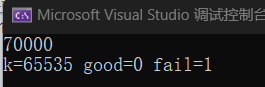 Microsoft Visual Studio 调试控制台
70000
k=65535 good=0 fail=1